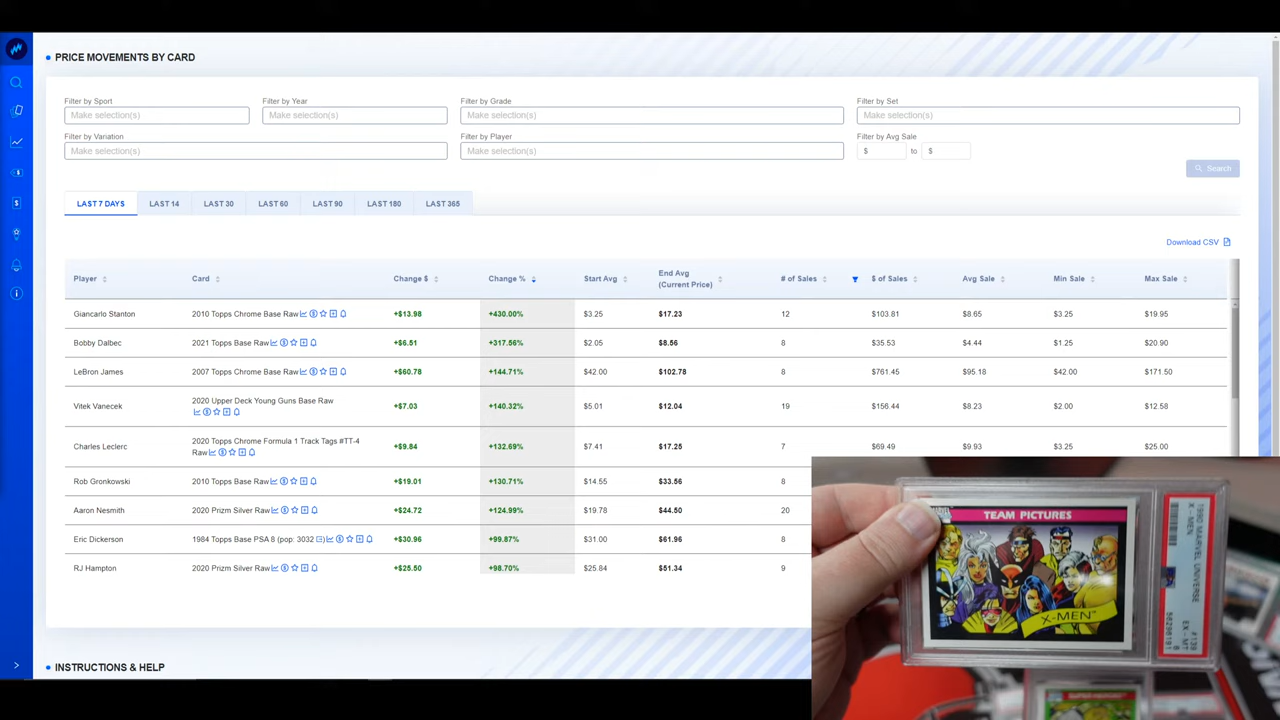 PRICE MOVEMENTS BY CARD
Filter by Sport Filter by Year Filter by Grade Filter by Set
Make selection(s) Make selection(s) Make selection(s) Make selection(s)
Filter by Variation Filter by Player Filter by Avg Sale
Make selection(s) Make selection(s) $ to $
Search
LAST 7 DAYS LAST 14 LAST 30 LAST 60 LAST 90 LAST 180 LAST 365
Download CSV
Player Card Change $ Change % Start Avg End Avg (Current Price) # of Sales $ of Sales Avg Sale Min Sale Max Sale
Giancarlo Stanton 2010 Topps Chrome Base Raw +$13.98 +430.00% $3.25 $17.23 12 $103.81 $8.65 $3.25 $19.95
Bobby Dalbec 2021 Topps Base Raw +$6.51 +317.56% $2.05 $8.56 8 $35.53 $4.44 $1.25 $20.90
LeBron James 2007 Topps Chrome Base Raw +$60.78 +144.71% $42.00 $102.78 8 $761.45 $95.18 $42.00 $171.50
Vitek Vanecek 2020 Upper Deck Young Guns Base Raw +$7.03 +140.32% $5.01 $12.04 19 $156.44 $8.23 $2.00 $12.58
Charles Leclerc 2020 Topps Chrome Formula 1 Track Tags #TT-4 Raw +$9.84 +132.69% $7.41 $17.25 7 $69.49 $9.93 $3.25 $25.00
Rob Gronkowski 2010 Topps Base Raw +$19.01 +130.71% $14.55 $33.56 8
Aaron Nesmith 2020 Prizm Silver Raw +$24.72 +124.99% $19.78 $44.50 20
Eric Dickerson 1984 Topps Base PSA 8 (pop: 3032) +$30.96 +99.87% $31.00 $61.96 8
RJ Hampton 2020 Prizm Silver Raw +$25.50 +98.70% $25.84 $51.34 9
INSTRUCTIONS & HELP
TEAM PICTURES
X-MEN
1990 MARVEL UNIVERSE #139
X-MEN EX-MT
PSA 6